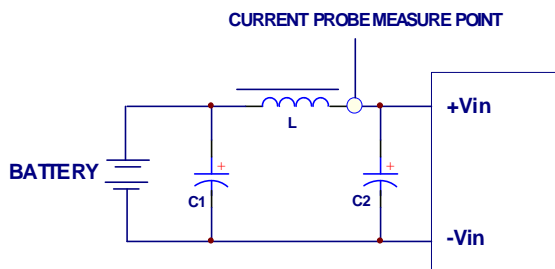 CURRENT PROBE MEASURE POINT
+Vin
L
BATTERY
+
+
C1
C2
-Vin